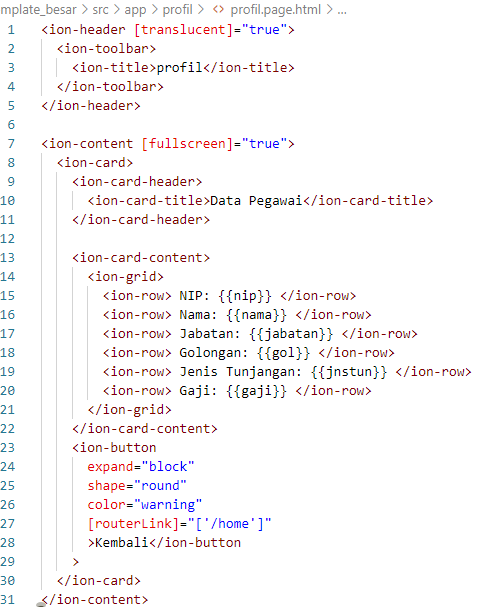 mplate_besar > src > app > profil > <> profil.page.html > ...
1 <ion-header [translucent]="true">
2 <ion-toolbar>
3 <ion-title>profil</ion-title>
4 </ion-toolbar>
5 </ion-header>
6
7 <ion-content [fullscreen]="true">
8 <ion-card>
9 <ion-card-header>
10 <ion-card-title>Data Pegawai</ion-card-title>
11 </ion-card-header>
12
13 <ion-card-content>
14 <ion-grid>
15 <ion-row> NIP: {{nip}} </ion-row>
16 <ion-row> Nama: {{nama}} </ion-row>
17 <ion-row> Jabatan: {{jabatan}} </ion-row>
18 <ion-row> Golongan: {{gol}} </ion-row>
19 <ion-row> Jenis Tunjangan: {{jnstun}} </ion-row>
20 <ion-row> Gaji: {{gaji}} </ion-row>
21 </ion-grid>
22 </ion-card-content>
23 <ion-button
24 expand="block"
25 shape="round"
26 color="warning"
27 [routerLink]="['/home']"
28 >Kembali</ion-button
29 >
30 </ion-card>
31 </ion-content>